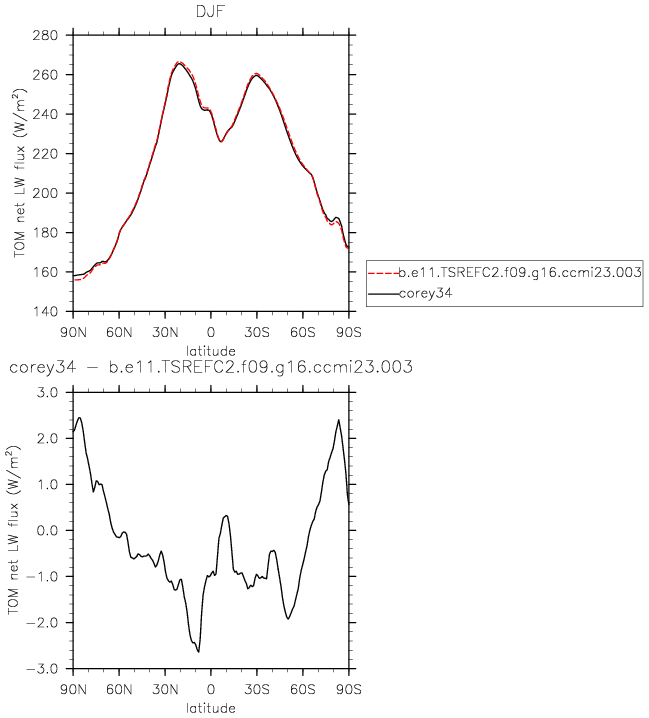 DJF
280
260
240
220
200
180
160
140
TOM net LW flux (W/m²)
90N 60N 30N 0 30S 60S 90S
latitude
b.e11.TSREFC2.f09.g16.ccmi23.003
corey34
corey34 − b.e11.TSREFC2.f09.g16.ccmi23.003
3.0
2.0
1.0
0.0
−1.0
−2.0
−3.0
TOM net LW flux (W/m²)
90N 60N 30N 0 30S 60S 90S
latitude